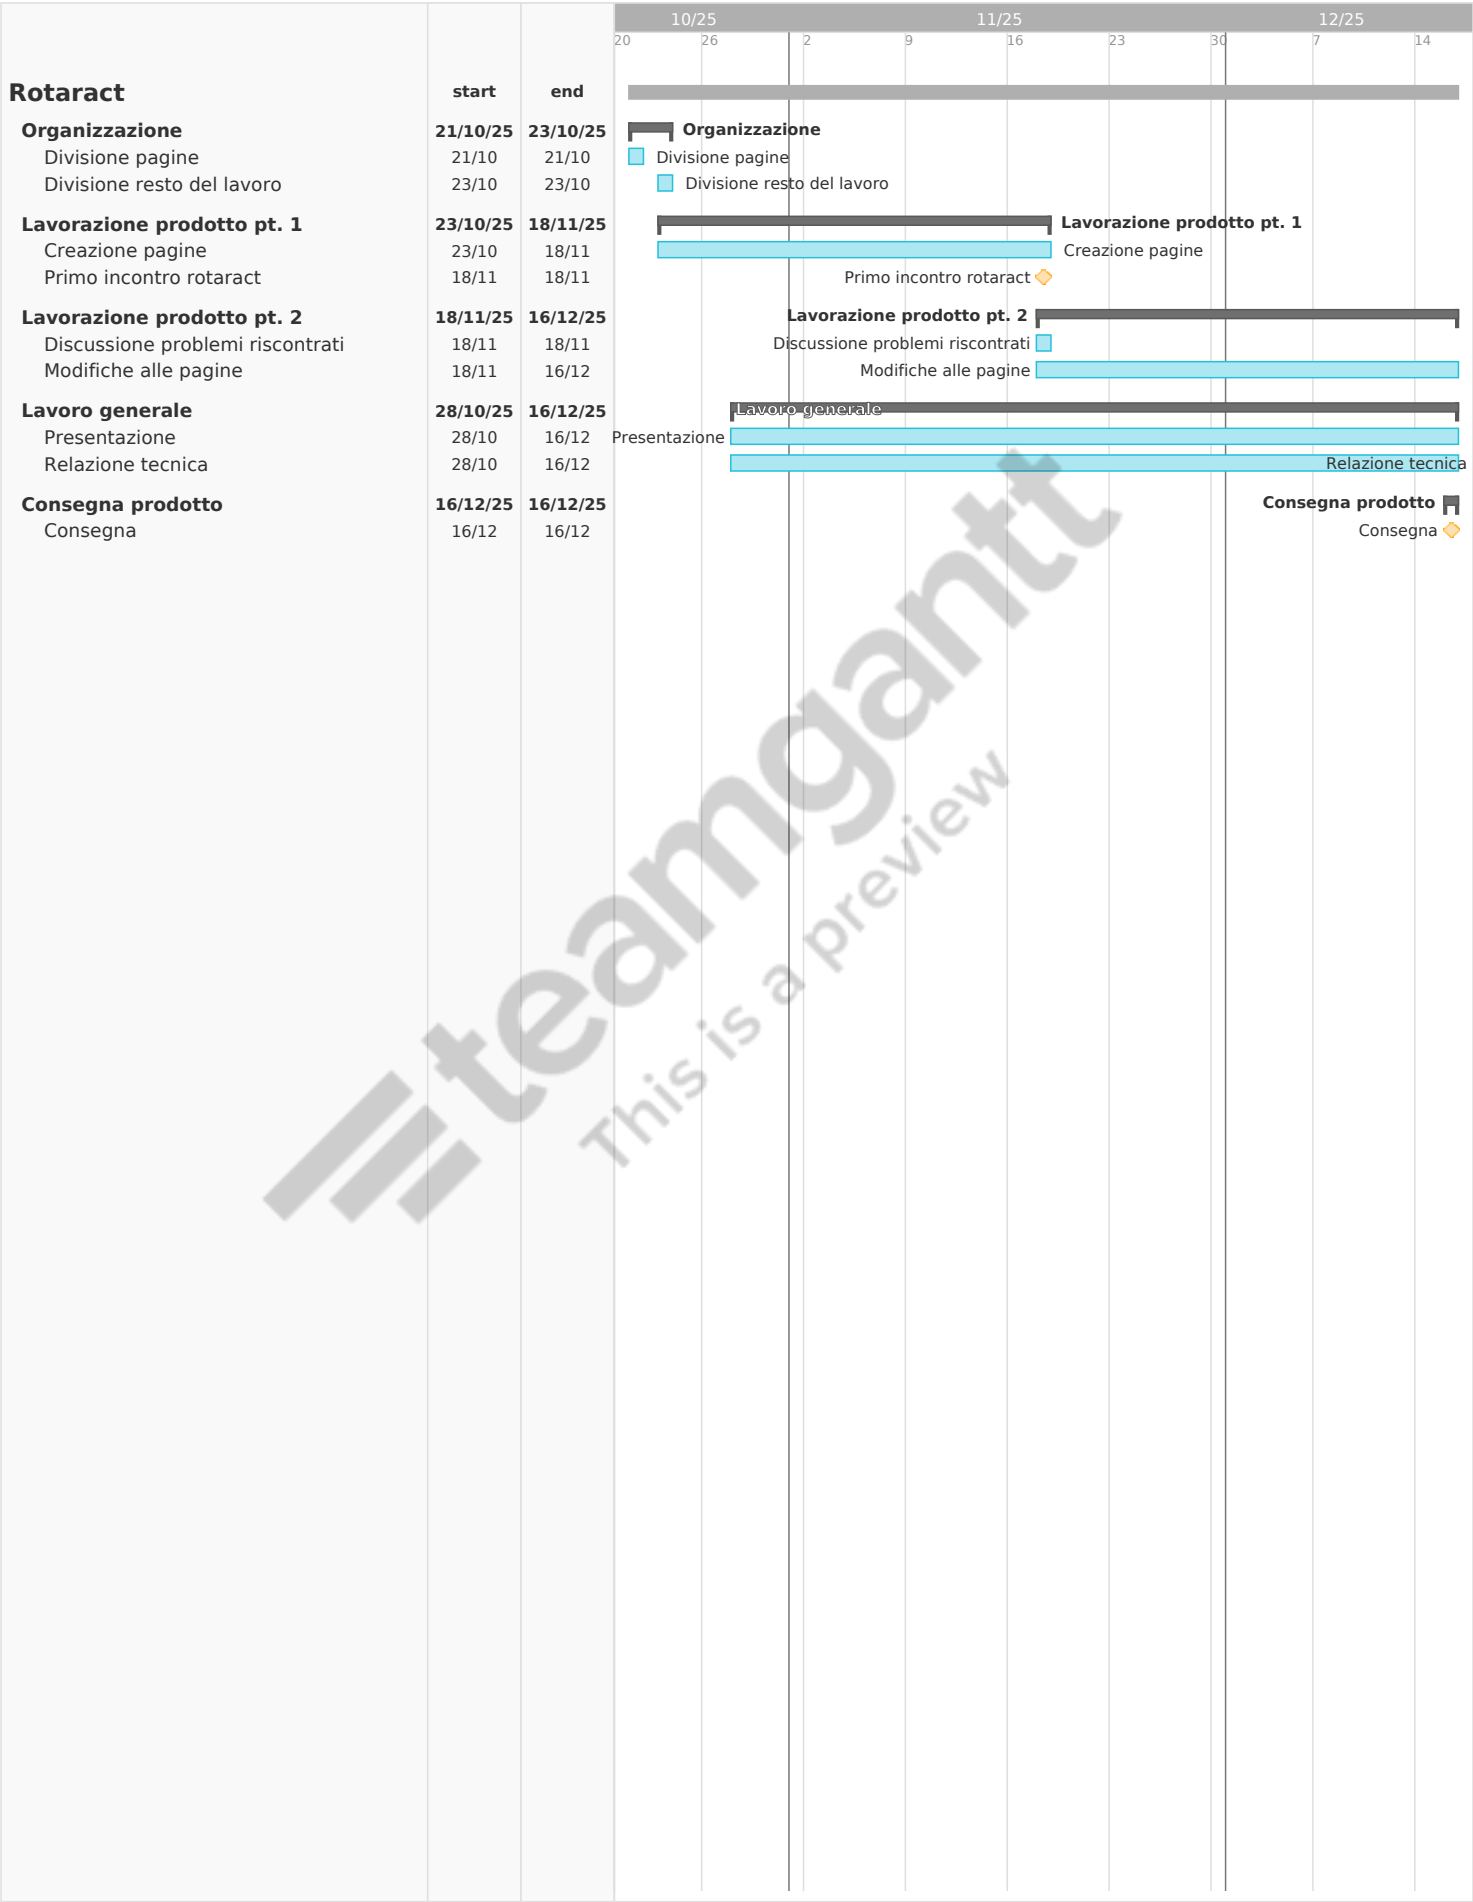 10/25 11/25 12/25
20 26 2 9 16 23 30 7 14
Rotaract start end
Organizzazione 21/10/25 23/10/25 Organizzazione
Divisione pagine 21/10 21/10 Divisione pagine
Divisione resto del lavoro 23/10 23/10 Divisione resto del lavoro
Lavorazione prodotto pt. 1 23/10/25 18/11/25 Lavorazione prodotto pt. 1
Creazione pagine 23/10 18/11 Creazione pagine
Primo incontro rotaract 18/11 18/11 Primo incontro rotaract
Lavorazione prodotto pt. 2 18/11/25 16/12/25 Lavorazione prodotto pt. 2
Discussione problemi riscontrati 18/11 18/11 Discussione problemi riscontrati
Modifiche alle pagine 18/11 16/12 Modifiche alle pagine
Lavoro generale 28/10/25 16/12/25 Lavoro generale
Presentazione 28/10 16/12 Presentazione
Relazione tecnica 28/10 16/12 Relazione tecnica
Consegna prodotto 16/12/25 16/12/25 Consegna prodotto
Consegna 16/12 16/12 Consegna
teamgantt
This is a preview